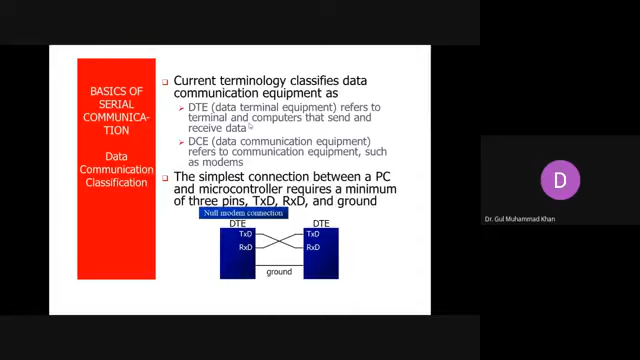 BASICS OF
SERIAL
COMMUNICA-
TION
Data
Communication
Classification
Current terminology classifies data
communication equipment as
DTE (data terminal equipment) refers to
terminal and computers that send and
receive data
DCE (data communication equipment)
refers to communication equipment, such
as modems
The simplest connection between a PC
and microcontroller requires a minimum
of three pins, TxD, RxD, and ground
Null modem connection
DTE DTE
TxD TxD
RxD RxD
ground
D
Dr. Gul Muhammad Khan